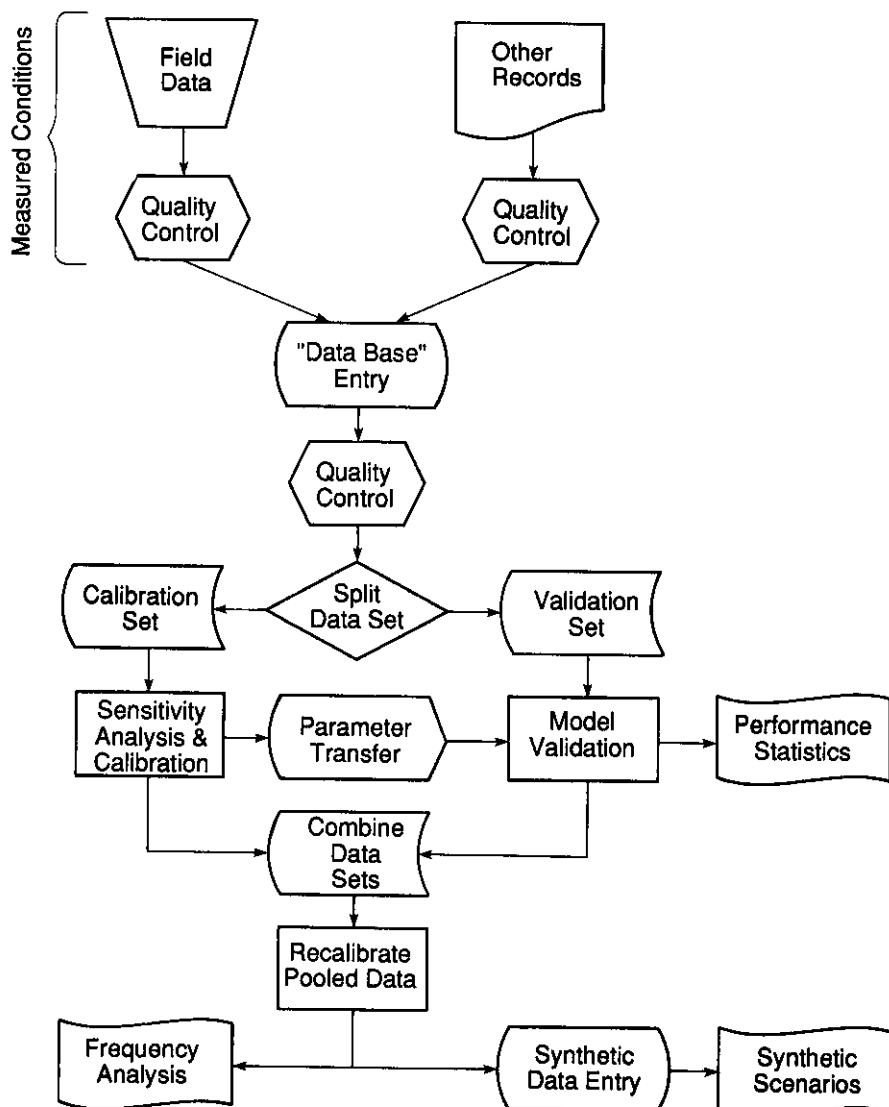 Measured Conditions
Field
Data
Other
Records
Quality
Control
Quality
Control
"Data Base"
Entry
Quality
Control
Split
Data Set
Calibration
Set
Validation
Set
Sensitivity
Analysis &
Calibration
Parameter
Transfer
Model
Validation
Performance
Statistics
Combine
Data
Sets
Recalibrate
Pooled Data
Frequency
Analysis
Synthetic
Data Entry
Synthetic
Scenarios